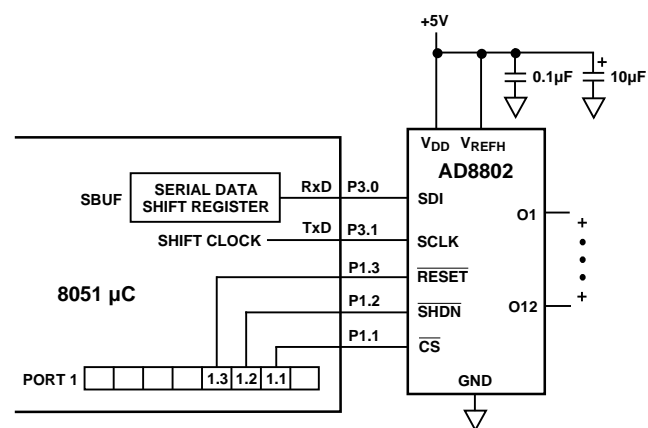 +5V
0.1µF
+
10µF
VDD VREFH
AD8802
SBUF
SERIAL DATA
SHIFT REGISTER
RxD P3.0
SDI
O1
SHIFT CLOCK
TxD P3.1
SCLK
+
P1.3
RESET
8051 µC
P1.2
SHDN
+
O12
P1.1
CS
PORT 1
1.3 1.2 1.1
GND